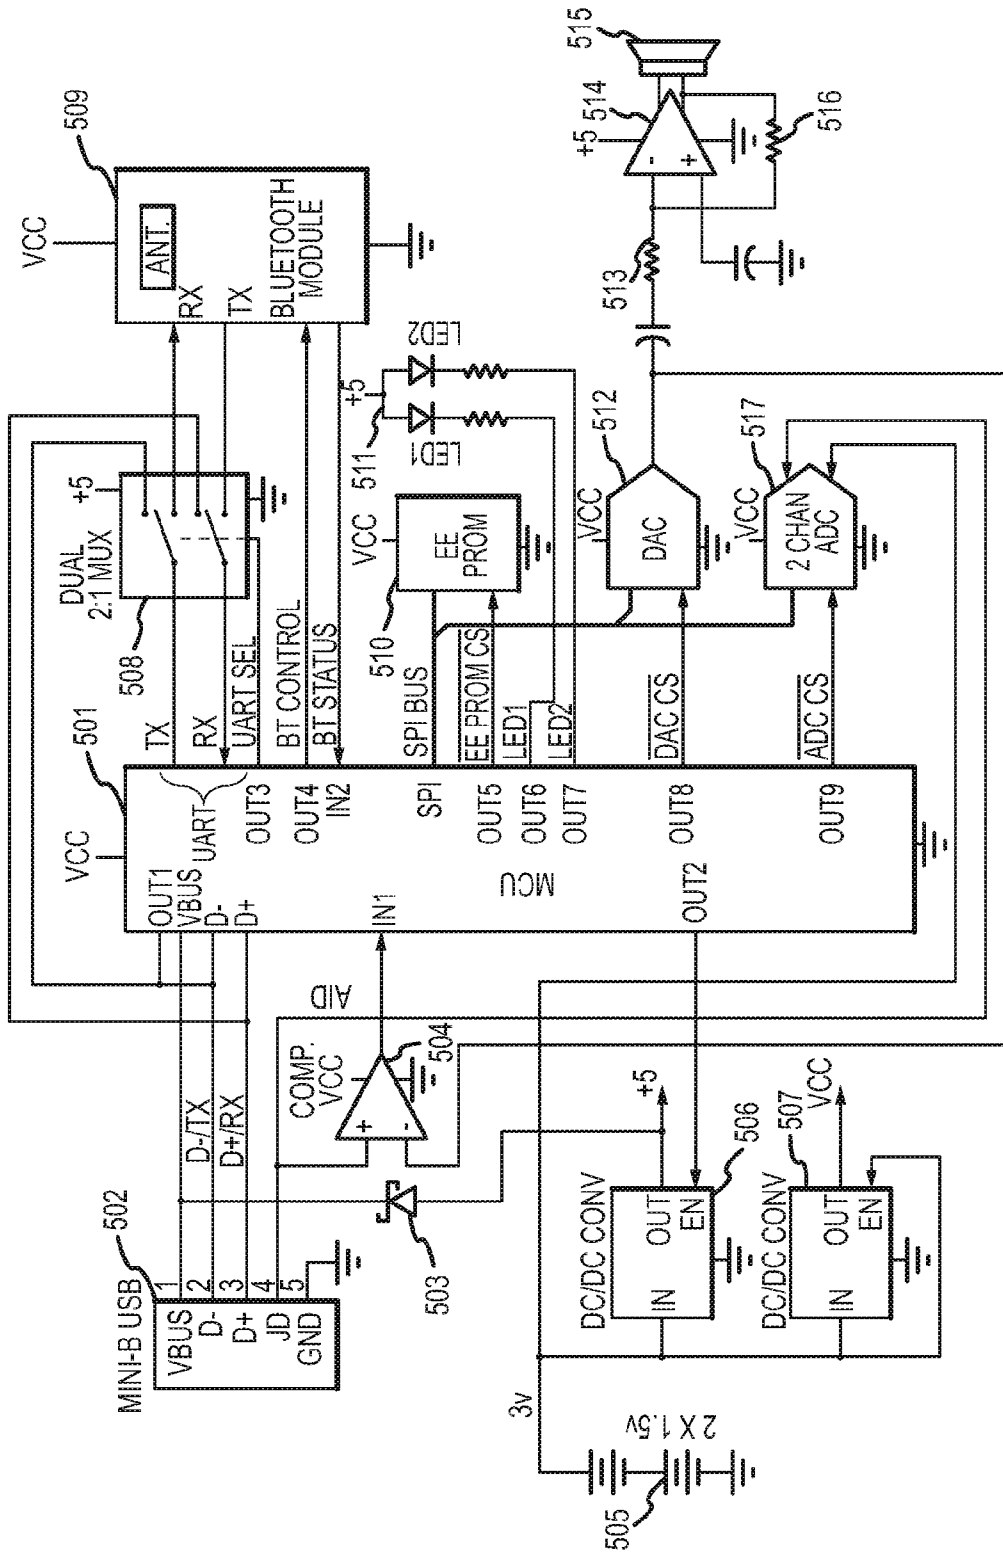 MINI-B USB
502
VBUS 1
D- 2
D+ 3
JD 4
GND 5
D-/TX
D+/RX
503
COMP.
VCC
+
-
504
AID
3v
2 X 1.5v
505
DC/DC CONV
IN
OUT
EN
506
+5
DC/DC CONV
IN
OUT
EN
507
VCC
VCC
501
OUT1
VBUS
D-
D+
IN1
MCU
OUT2
UART
OUT3
OUT4
IN2
SPI
OUT5
OUT6
OUT7
OUT8
OUT9
TX
RX
UART SEL
BT CONTROL
BT STATUS
SPI BUS
EE PROM CS
LED1
LED2
DAC CS
ADC CS
508
DUAL
2:1 MUX
+5
VCC
509
ANT.
RX
TX
BLUETOOTH
MODULE
510
VCC
EE
PROM
511
+5
LED1
LED2
VCC
512
DAC
VCC
517
2 CHAN
ADC
513
+5
514
-
+
515
516